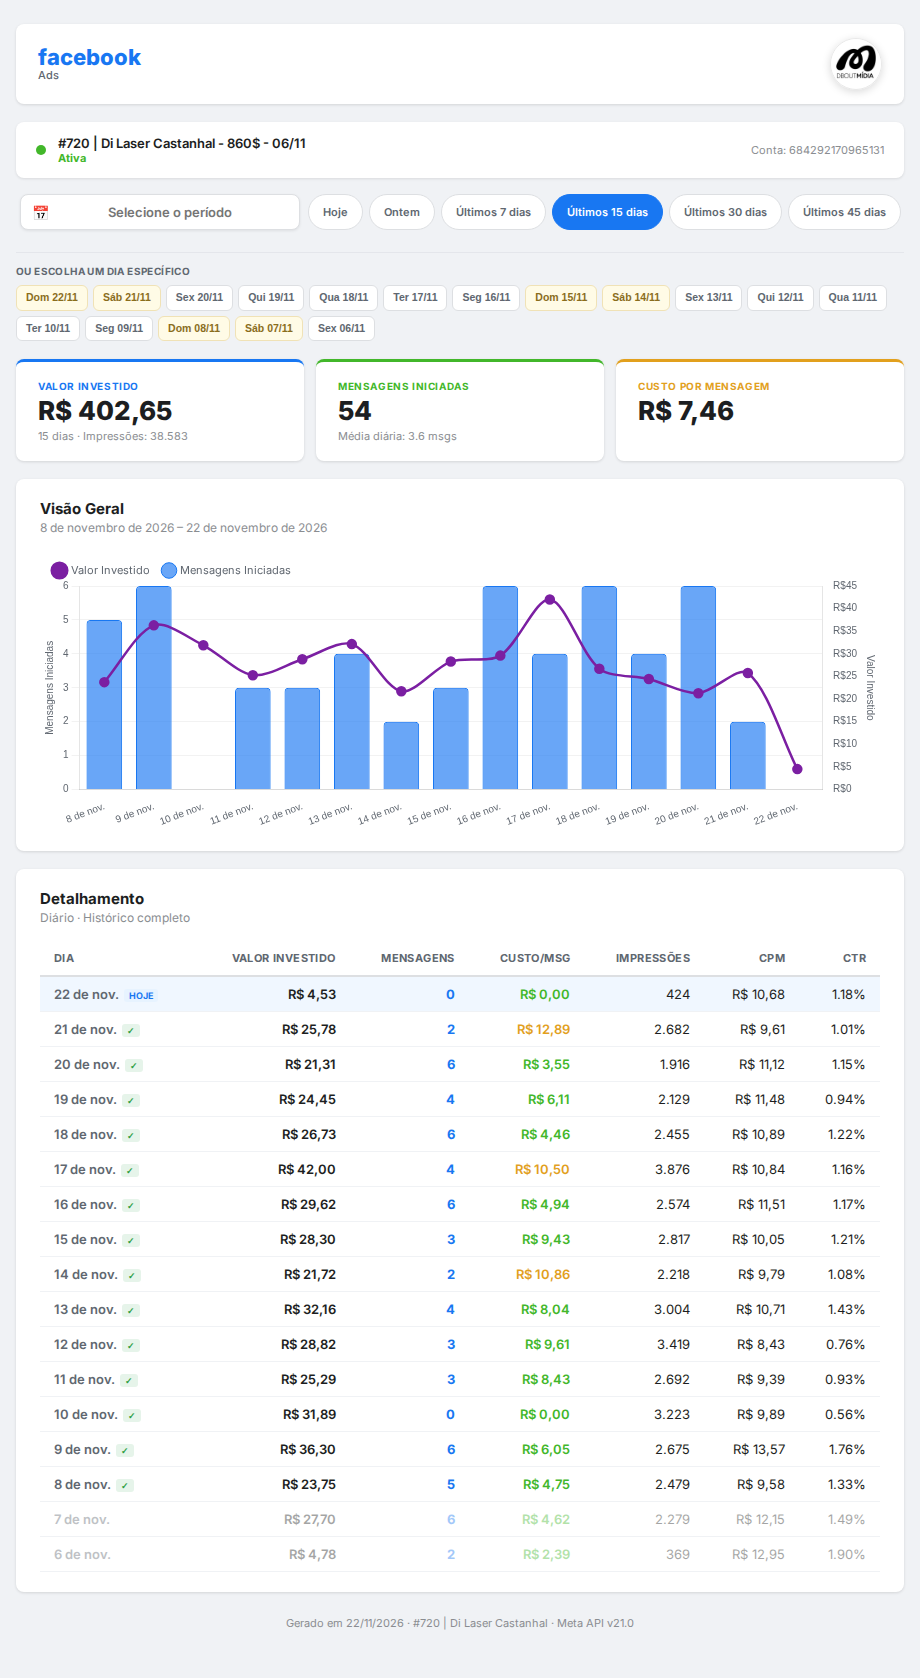 facebook
Ads
DBOUTMÍDIA
#720 | Di Laser Castanhal - 860$ - 06/11
Ativa
Conta: 684292170965131
Selecione o período
Hoje
Ontem
Últimos 7 dias
Últimos 15 dias
Últimos 30 dias
Últimos 45 dias
OU ESCOLHA UM DIA ESPECÍFICO
Dom 22/11 Sáb 21/11 Sex 20/11 Qui 19/11 Qua 18/11 Ter 17/11 Seg 16/11 Dom 15/11 Sáb 14/11 Sex 13/11 Qui 12/11 Qua 11/11
Ter 10/11 Seg 09/11 Dom 08/11 Sáb 07/11 Sex 06/11
VALOR INVESTIDO
R$ 402,65
15 dias · Impressões: 38.583
MENSAGENS INICIADAS
54
Média diária: 3.6 msgs
CUSTO POR MENSAGEM
R$ 7,46
Visão Geral
8 de novembro de 2026 – 22 de novembro de 2026
Valor Investido Mensagens Iniciadas
Mensagens Iniciadas
6
5
4
3
2
1
0
R$45
R$40
R$35
R$30
R$25
R$20
R$15
R$10
R$5
R$0
Valor Investido
8 de nov. 9 de nov. 10 de nov. 11 de nov. 12 de nov. 13 de nov. 14 de nov. 15 de nov. 16 de nov. 17 de nov. 18 de nov. 19 de nov. 20 de nov. 21 de nov. 22 de nov.
Detalhamento
Diário · Histórico completo
DIA VALOR INVESTIDO MENSAGENS CUSTO/MSG IMPRESSÕES CPM CTR
22 de nov. HOJE R$ 4,53 0 R$ 0,00 424 R$ 10,68 1.18%
21 de nov. ✓ R$ 25,78 2 R$ 12,89 2.682 R$ 9,61 1.01%
20 de nov. ✓ R$ 21,31 6 R$ 3,55 1.916 R$ 11,12 1.15%
19 de nov. ✓ R$ 24,45 4 R$ 6,11 2.129 R$ 11,48 0.94%
18 de nov. ✓ R$ 26,73 6 R$ 4,46 2.455 R$ 10,89 1.22%
17 de nov. ✓ R$ 42,00 4 R$ 10,50 3.876 R$ 10,84 1.16%
16 de nov. ✓ R$ 29,62 6 R$ 4,94 2.574 R$ 11,51 1.17%
15 de nov. ✓ R$ 28,30 3 R$ 9,43 2.817 R$ 10,05 1.21%
14 de nov. ✓ R$ 21,72 2 R$ 10,86 2.218 R$ 9,79 1.08%
13 de nov. ✓ R$ 32,16 4 R$ 8,04 3.004 R$ 10,71 1.43%
12 de nov. ✓ R$ 28,82 3 R$ 9,61 3.419 R$ 8,43 0.76%
11 de nov. ✓ R$ 25,29 3 R$ 8,43 2.692 R$ 9,39 0.93%
10 de nov. ✓ R$ 31,89 0 R$ 0,00 3.223 R$ 9,89 0.56%
9 de nov. ✓ R$ 36,30 6 R$ 6,05 2.675 R$ 13,57 1.76%
8 de nov. ✓ R$ 23,75 5 R$ 4,75 2.479 R$ 9,58 1.33%
7 de nov. R$ 27,70 6 R$ 4,62 2.279 R$ 12,15 1.49%
6 de nov. R$ 4,78 2 R$ 2,39 369 R$ 12,95 1.90%
Gerado em 22/11/2026 · #720 | Di Laser Castanhal · Meta API v21.0